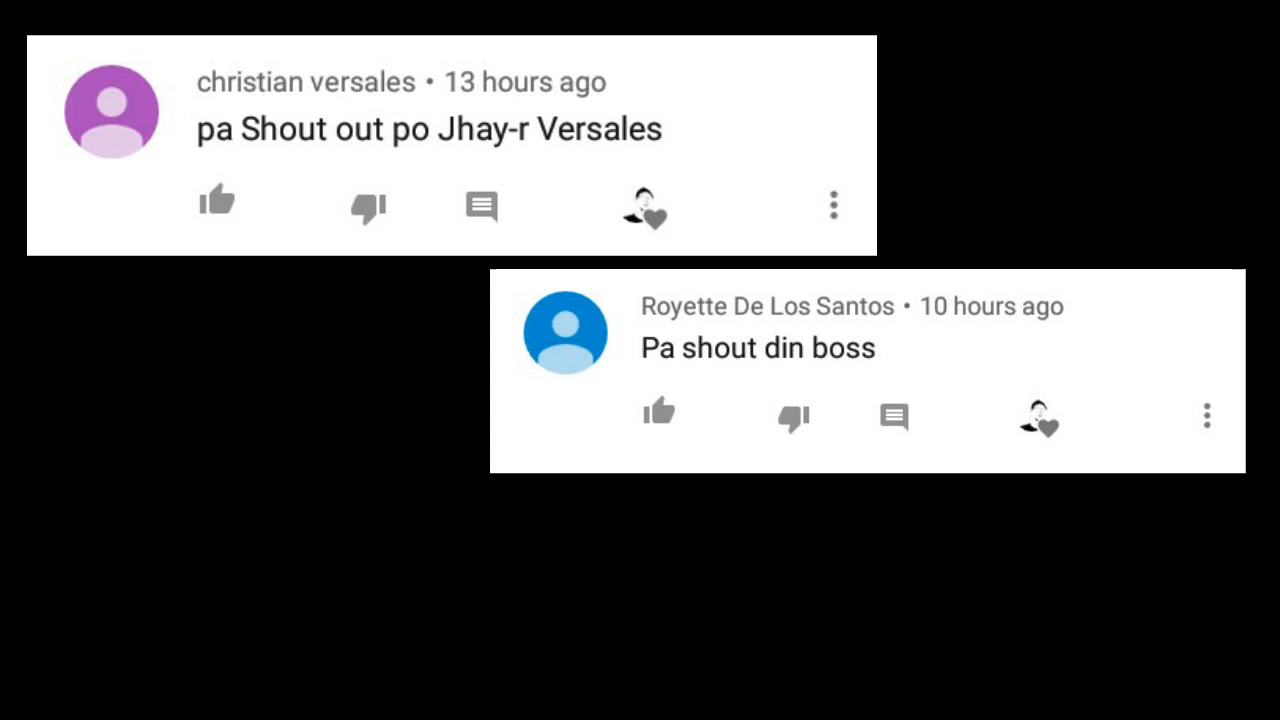 christian versales • 13 hours ago
pa Shout out po Jhay-r Versales
Royette De Los Santos • 10 hours ago
Pa shout din boss